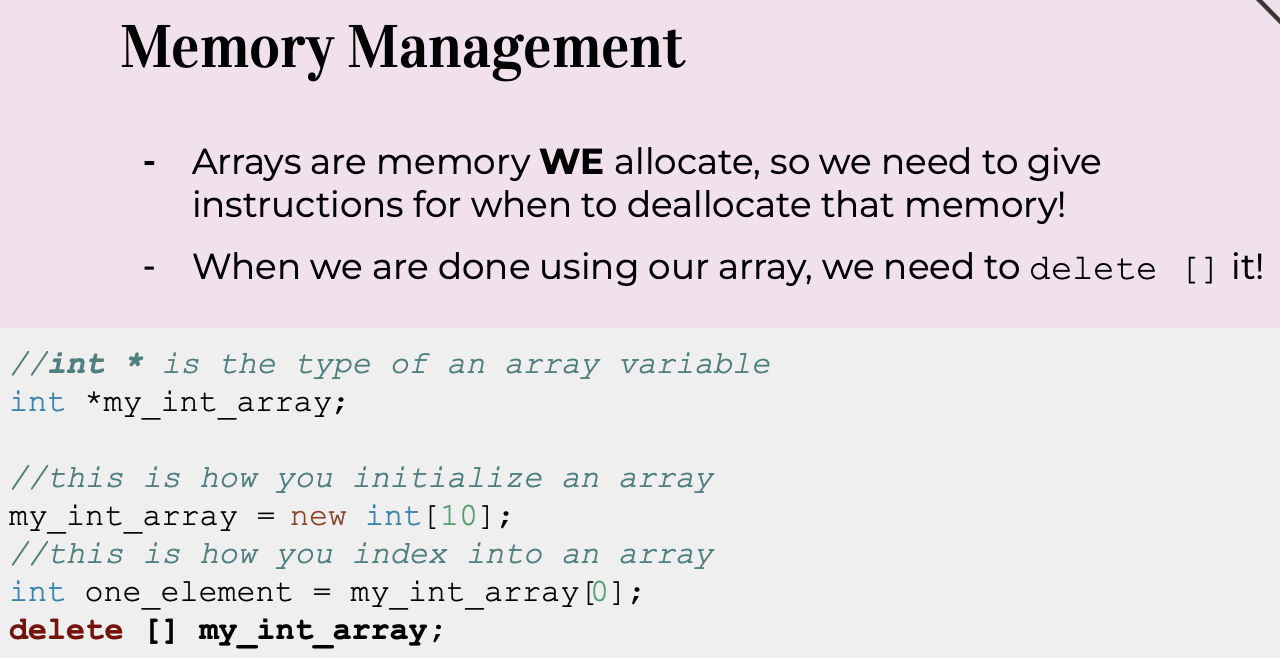 Memory Management
- Arrays are memory WE allocate, so we need to give
instructions for when to deallocate that memory!
- When we are done using our array, we need to delete [] it!
//int * is the type of an array variable
int *my_int_array;
//this is how you initialize an array
my_int_array = new int[10];
//this is how you index into an array
int one_element = my_int_array[0];
delete [] my_int_array;